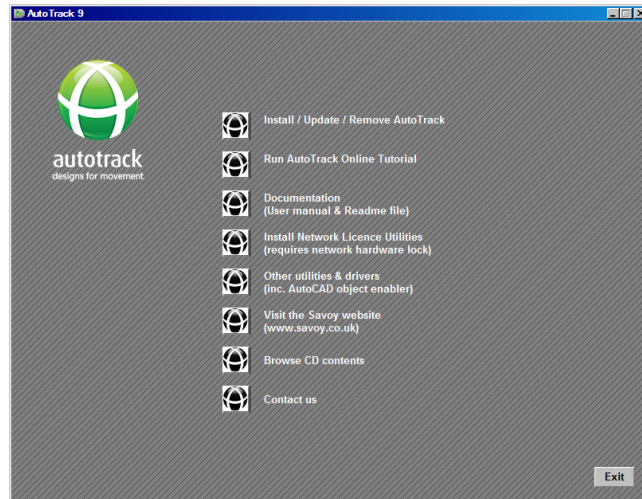 AutoTrack 9
autotrack
designs for movement
Install / Update / Remove AutoTrack
Run AutoTrack Online Tutorial
Documentation
(User manual & Readme file)
Install Network Licence Utilities
(requires network hardware lock)
Other utilities & drivers
(inc. AutoCAD object enabler)
Visit the Savoy website
(www.savoy.co.uk)
Browse CD contents
Contact us
Exit